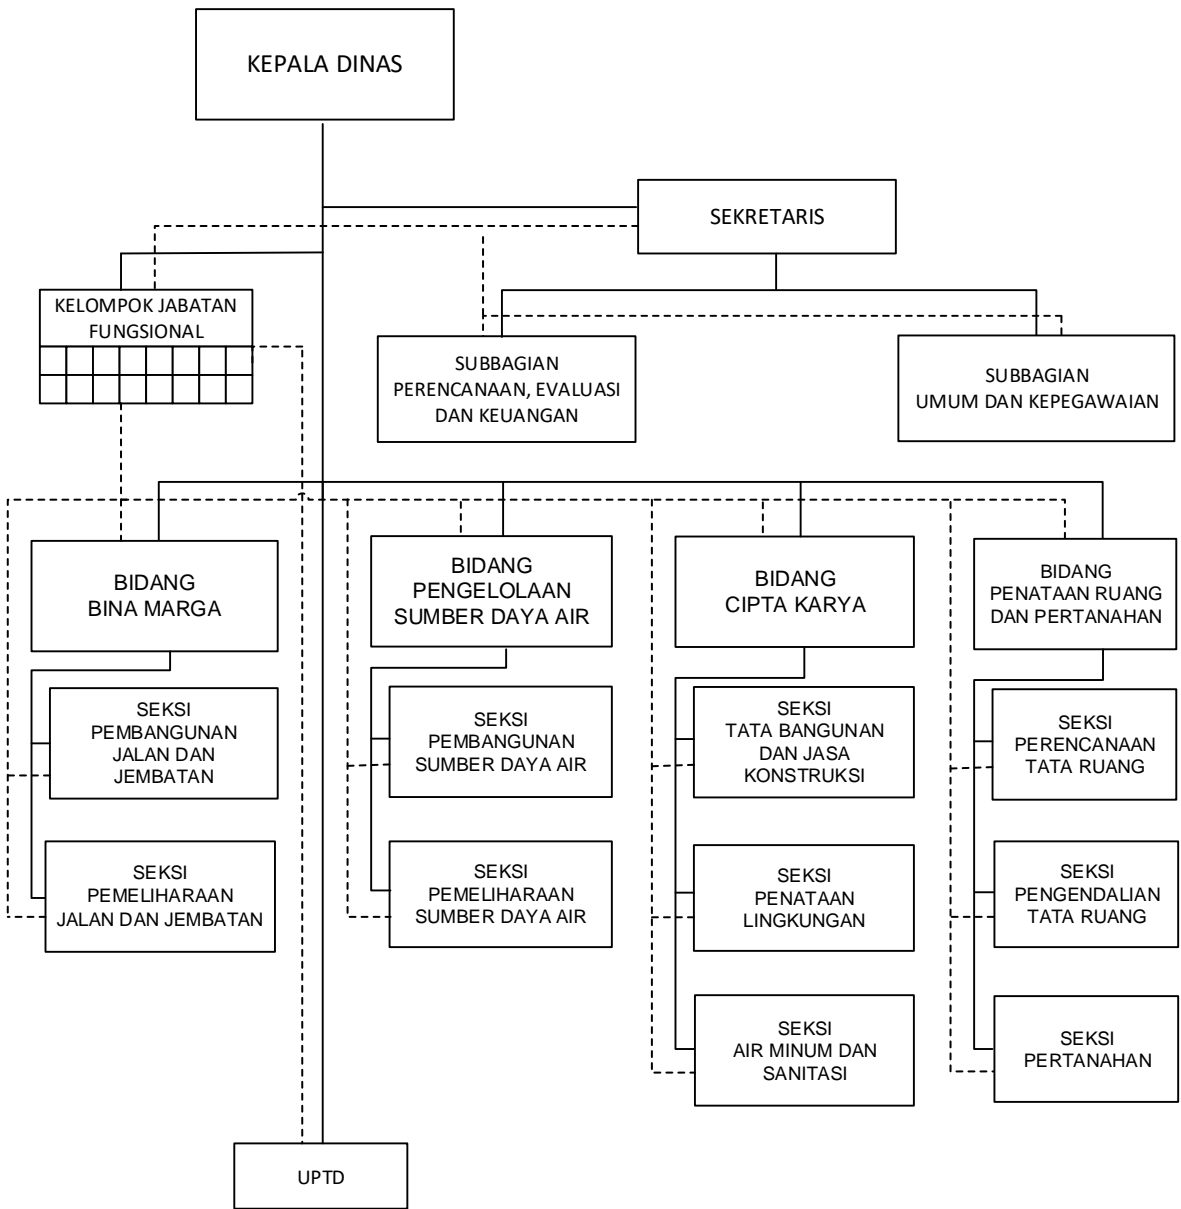 KEPALA DINAS
SEKRETARIS
KELOMPOK JABATAN
FUNGSIONAL
SUBBAGIAN
PERENCANAAN, EVALUASI
DAN KEUANGAN
SUBBAGIAN
UMUM DAN KEPEGAWAIAN
BIDANG
BINA MARGA
BIDANG
PENGELOLAAN
SUMBER DAYA AIR
BIDANG
CIPTA KARYA
BIDANG
PENATAAN RUANG
DAN PERTANAHAN
SEKSI
PEMBANGUNAN
JALAN DAN
JEMBATAN
SEKSI
PEMBANGUNAN
SUMBER DAYA AIR
SEKSI
TATA BANGUNAN
DAN JASA
KONSTRUKSI
SEKSI
PERENCANAAN
TATA RUANG
SEKSI
PEMELIHARAAN
JALAN DAN JEMBATAN
SEKSI
PEMELIHARAAN
SUMBER DAYA AIR
SEKSI
PENATAAN
LINGKUNGAN
SEKSI
PENGENDALIAN
TATA RUANG
SEKSI
AIR MINUM DAN
SANITASI
SEKSI
PERTANAHAN
UPTD